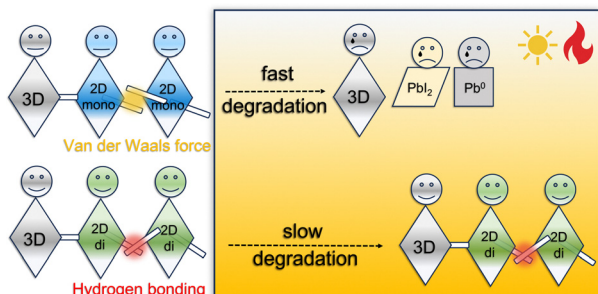 3D
2D
mono
2D
mono
Van der Waals force
fast
degradation
3D
PbI₂
Pb⁰
3D
2D
di
2D
di
Hydrogen bonding
slow
degradation
3D
2D
di
2D
di